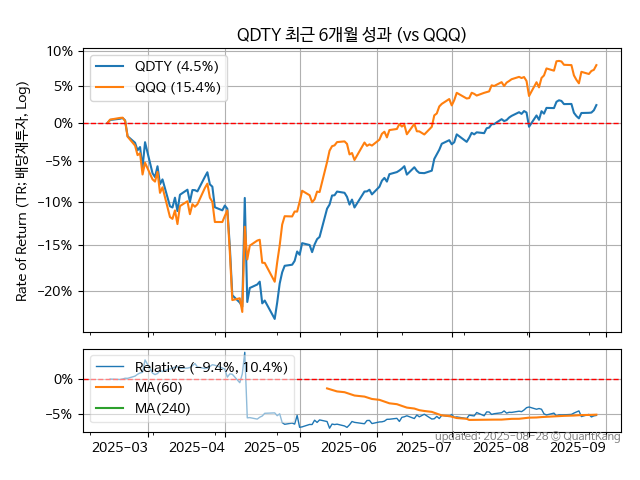 QDTY 최근 6개월 성과 (vs QQQ)
10%
5%
0%
−5%
−10%
−15%
−20%
Rate of Return (TR: 배당재투자, Log)
QDTY (4.5%)
QQQ (15.4%)
0%
−5%
Relative (−9.4%, 10.4%)
MA(60)
MA(240)
updated: 2025-08-28 © QuantKang
2025-03
2025-04
2025-05
2025-06
2025-07
2025-08
2025-09